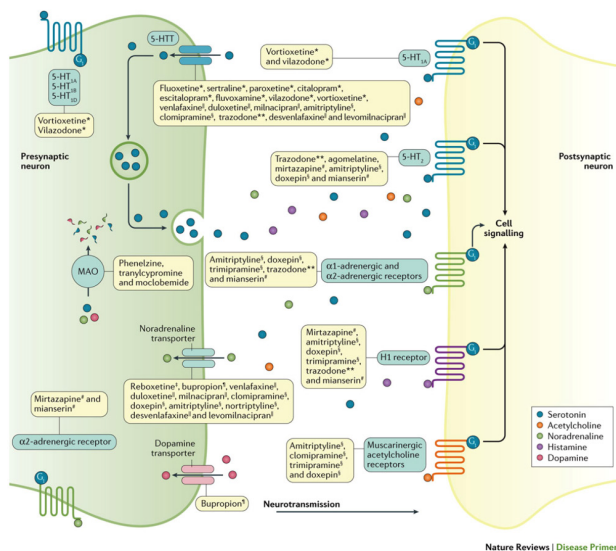 5-HTT
Vortioxetine*
and vilazodone*
5-HT1A
G
i
5-HT1A
5-HT1B
5-HT1D
Vortioxetine*
Vilazodone*
Fluoxetine*, sertraline*, paroxetine*, citalopram*,
escitalopram*, fluvoxamine*, vilazodone*, vortioxetine*,
venlafaxine||, duloxetine||, milnacipran||, amitriptyline§,
clomipramine§, trazodone**, desvenlafaxine|| and levomilnacipran||
Presynaptic
neuron
Trazodone**, agomelatine,
mirtazapine#, amitriptyline§,
doxepin§ and mianserin#
5-HT2
Postsynaptic
neuron
Cell
signalling
MAO
Phenelzine,
tranylcypromine
and moclobemide
Amitriptyline§, doxepin§,
trimipramine§, trazodone**
and mianserin#
α1-adrenergic and
α2-adrenergic receptors
Noradrenaline
transporter
Mirtazapine#,
amitriptyline§,
doxepin§,
trimipramine§,
trazodone**
and mianserin#
H1 receptor
Reboxetine‡, bupropion¶, venlafaxine||,
duloxetine||, milnacipran||, clomipramine§,
doxepin§, amitriptyline§, nortriptyline§,
desvenlafaxine|| and levomilnacipran||
Mirtazapine# and
mianserin#
α2-adrenergic receptor
Serotonin
Acetylcholine
Noradrenaline
Histamine
Dopamine
Dopamine
transporter
Amitriptyline§,
clomipramine§,
trimipramine§
and doxepin§
Muscarinergic
acetylcholine
receptors
Bupropion¶
Neurotransmission
Nature Reviews | Disease Primers